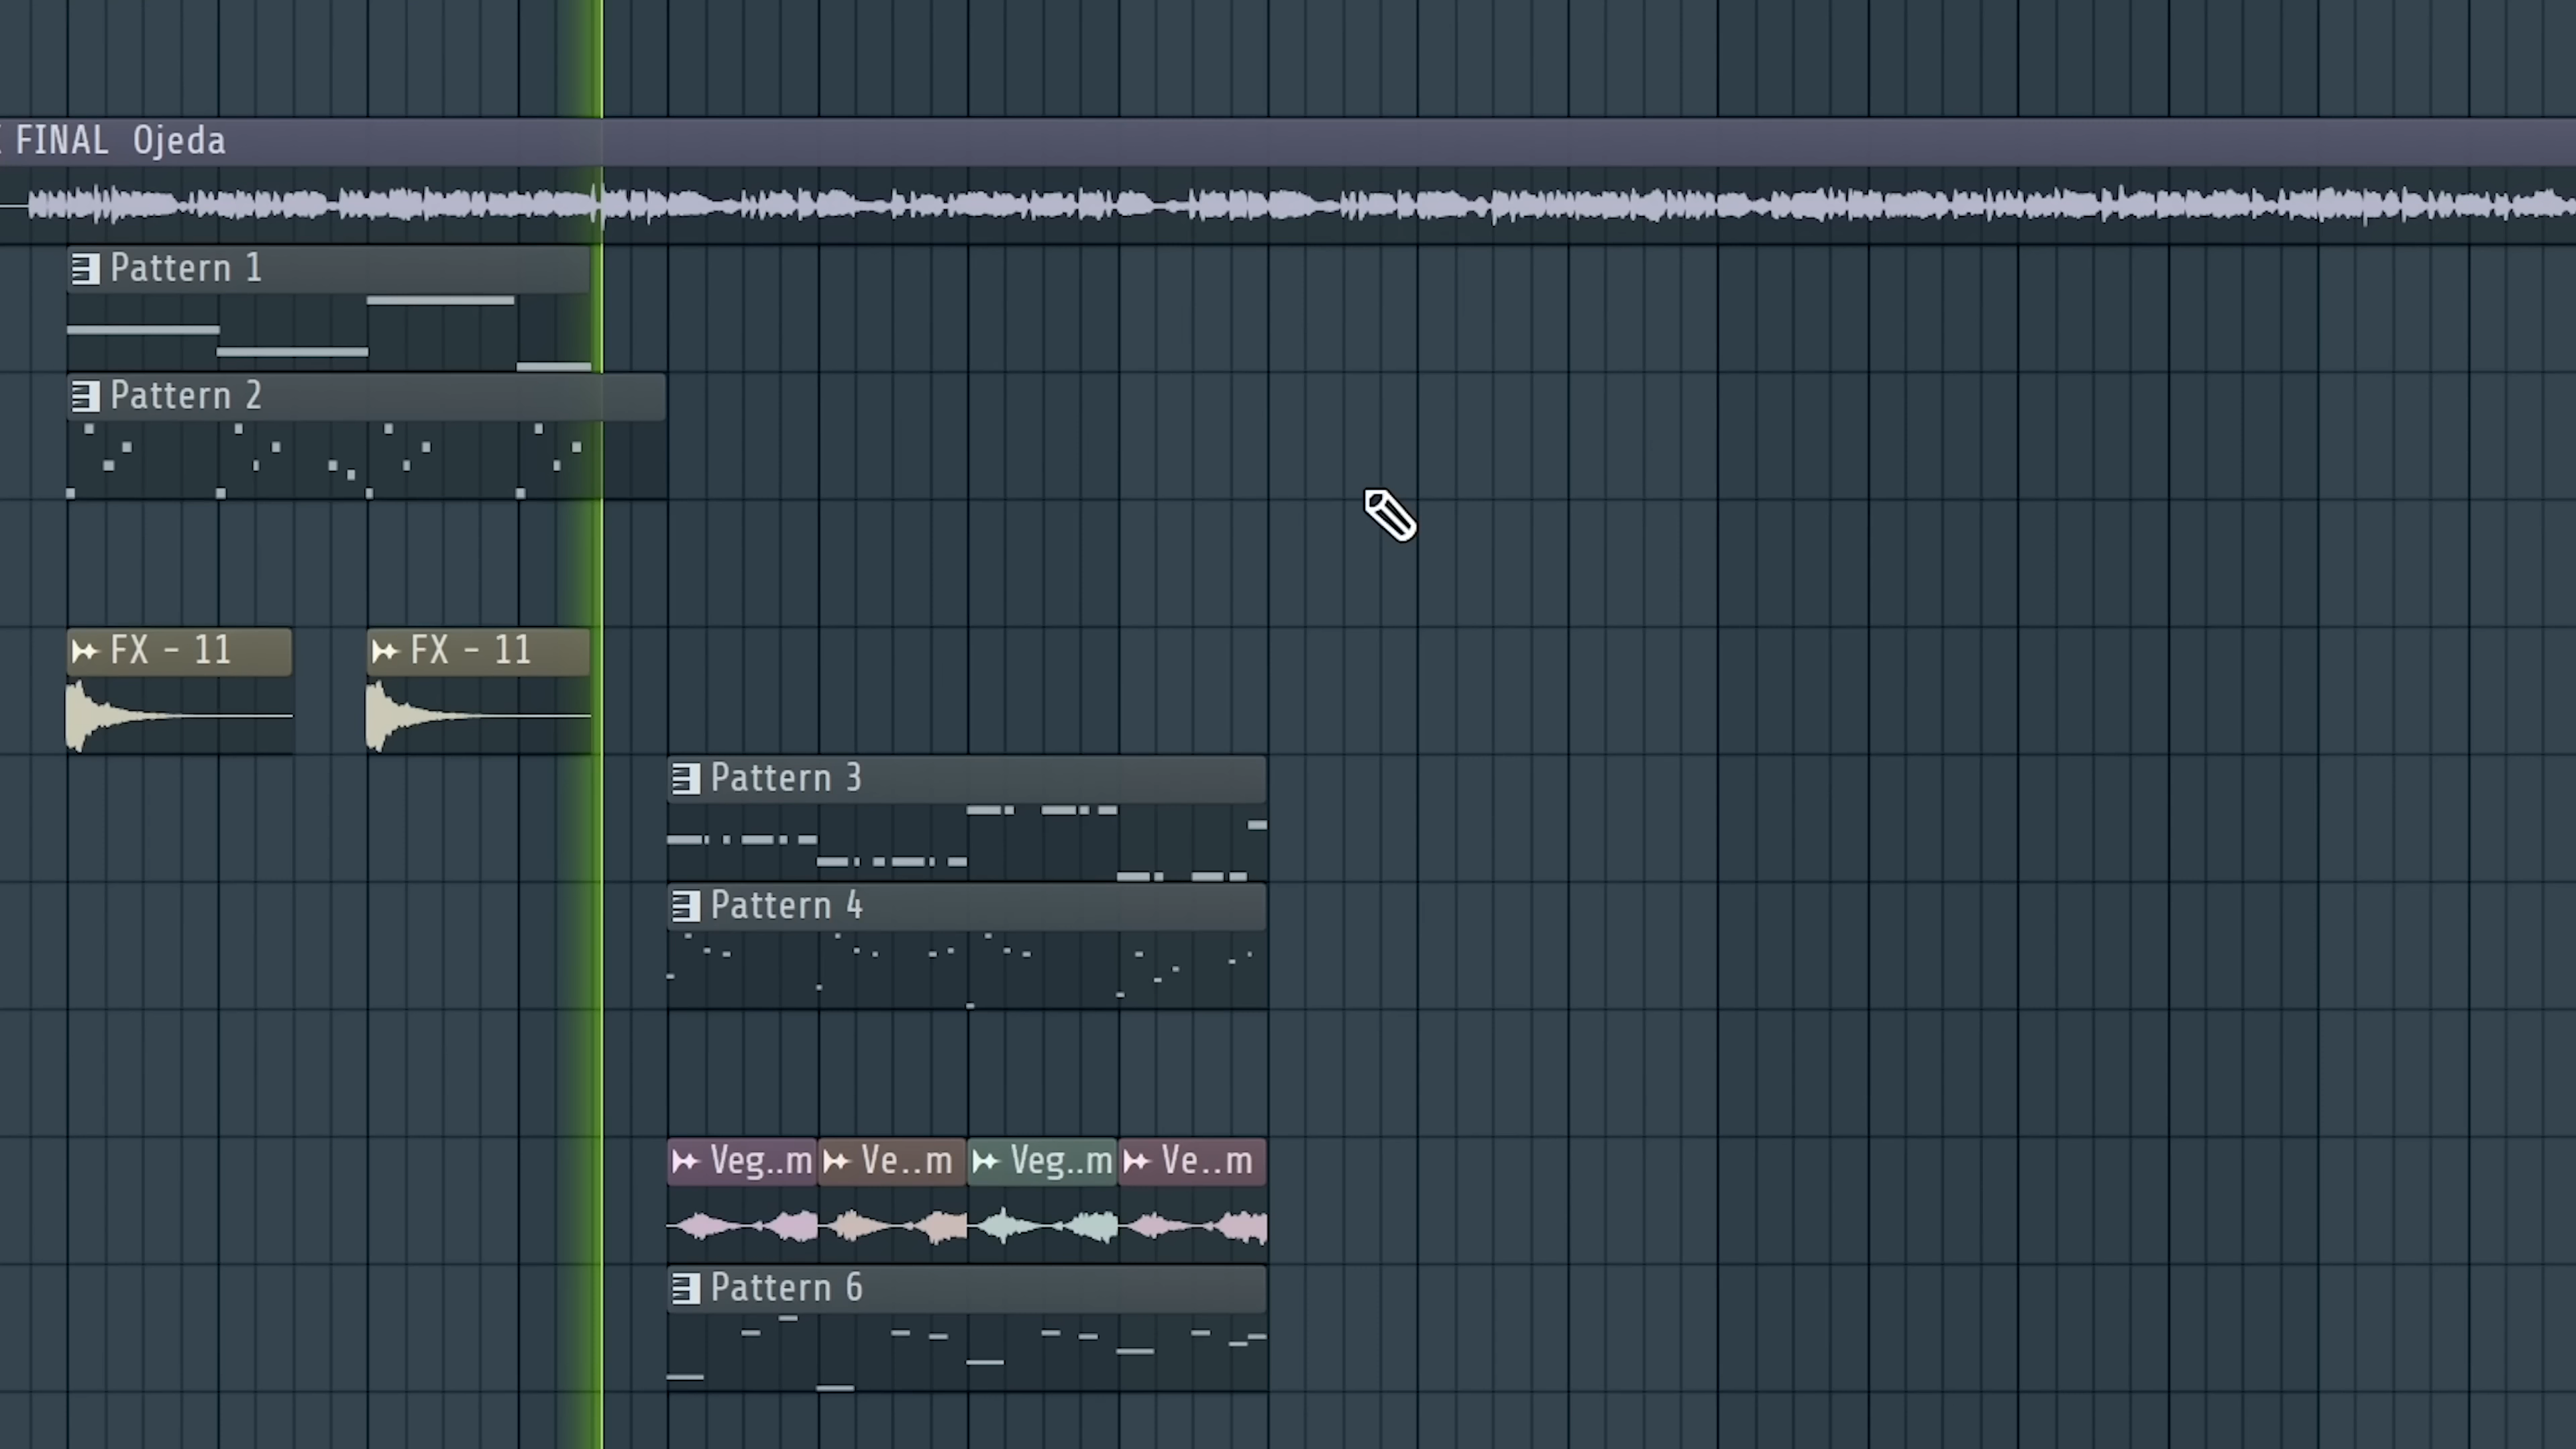 FINAL Ojeda
Pattern 1
Pattern 2
FX - 11
FX - 11
Pattern 3
Pattern 4
Veg..m
Ve..m
Veg..m
Ve..m
Pattern 6